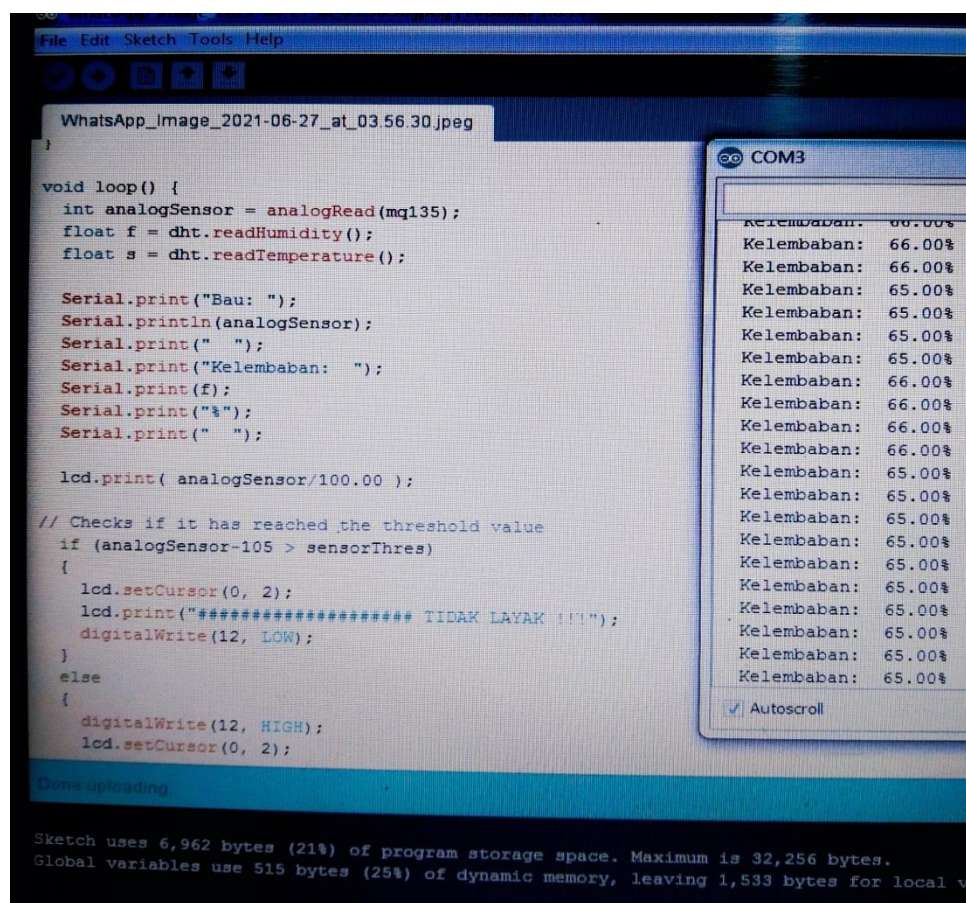 File Edit Sketch Tools Help
WhatsApp_Image_2021-06-27_at_03.56.30.jpeg
}
void loop() {
int analogSensor = analogRead(mq135);
float f = dht.readHumidity();
float s = dht.readTemperature();
Serial.print("Bau: ");
Serial.println(analogSensor);
Serial.print("  ");
Serial.print("Kelembaban:  ");
Serial.print(f);
Serial.print("%");
Serial.print("  ");
lcd.print( analogSensor/100.00 );
// Checks if it has reached the threshold value
if (analogSensor-105 > sensorThres)
{
lcd.setCursor(0, 2);
lcd.print("#################### TIDAK LAYAK !!!");
digitalWrite(12, LOW);
}
else
{
digitalWrite(12, HIGH);
lcd.setCursor(0, 2);
Done uploading
Sketch uses 6,962 bytes (21%) of program storage space. Maximum is 32,256 bytes.
Global variables use 515 bytes (25%) of dynamic memory, leaving 1,533 bytes for local
COM3
Kelembaban: 66.00%
Kelembaban: 66.00%
Kelembaban: 66.00%
Kelembaban: 65.00%
Kelembaban: 65.00%
Kelembaban: 65.00%
Kelembaban: 65.00%
Kelembaban: 66.00%
Kelembaban: 66.00%
Kelembaban: 66.00%
Kelembaban: 66.00%
Kelembaban: 65.00%
Kelembaban: 65.00%
Kelembaban: 65.00%
Kelembaban: 65.00%
Kelembaban: 65.00%
Kelembaban: 65.00%
Kelembaban: 65.00%
Kelembaban: 65.00%
Kelembaban: 65.00%
Kelembaban: 65.00%
Autoscroll